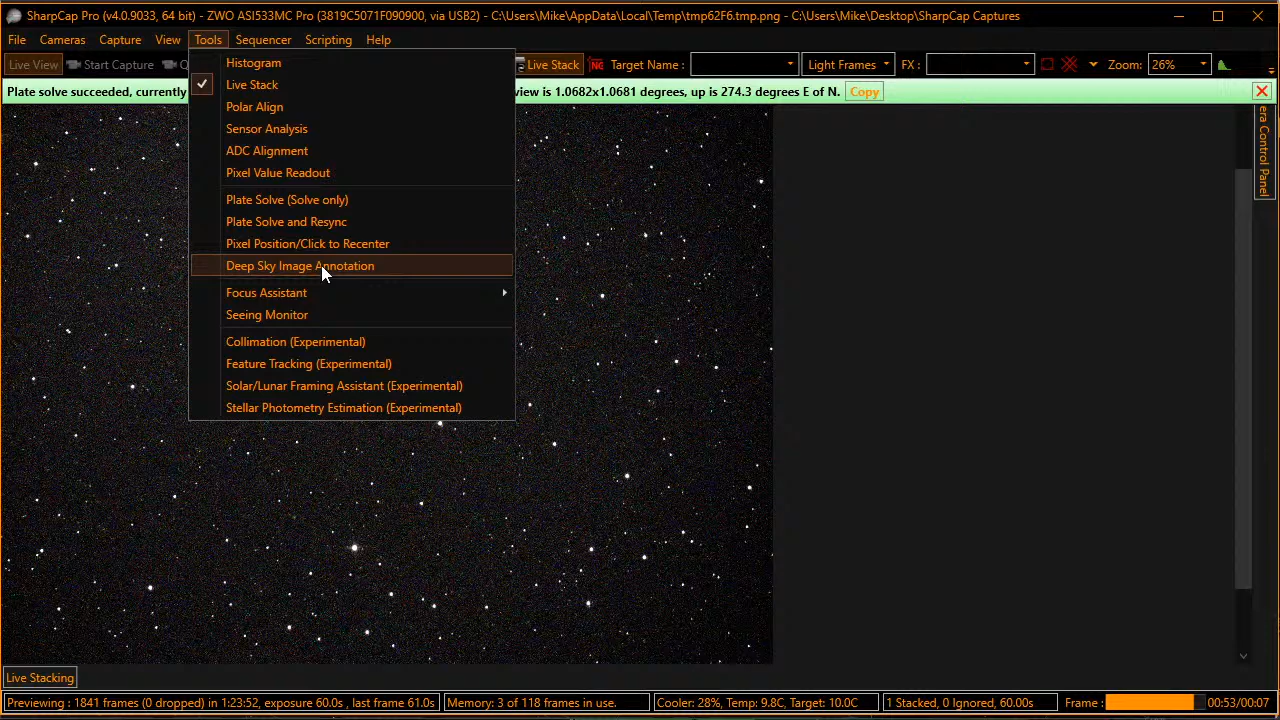 SharpCap Pro (v4.0.9033, 64 bit) - ZWO ASI533MC Pro (3819C5071F090900, via USB2) - C:\Users\Mike\AppData\Local\Temp\tmp62F6.tmp.png - C:\Users\Mike\Desktop\SharpCap Captures
File Cameras Capture View Tools Sequencer Scripting Help
Live View Start Capture Q Live Stack Target Name : Light Frames FX : Zoom: 26%
Plate solve succeeded, currently view is 1.0682x1.0681 degrees, up is 274.3 degrees E of N. Copy
Histogram
Live Stack
Polar Align
Sensor Analysis
ADC Alignment
Pixel Value Readout
Plate Solve (Solve only)
Plate Solve and Resync
Pixel Position/Click to Recenter
Deep Sky Image Annotation
Focus Assistant
Seeing Monitor
Collimation (Experimental)
Feature Tracking (Experimental)
Solar/Lunar Framing Assistant (Experimental)
Stellar Photometry Estimation (Experimental)
era Control Panel
Live Stacking
Previewing : 1841 frames (0 dropped) in 1:23:52, exposure 60.0s , last frame 61.0s Memory: 3 of 118 frames in use. Cooler: 28%, Temp: 9.8C, Target: 10.0C 1 Stacked, 0 Ignored, 60.00s Frame : 00:53/00:07